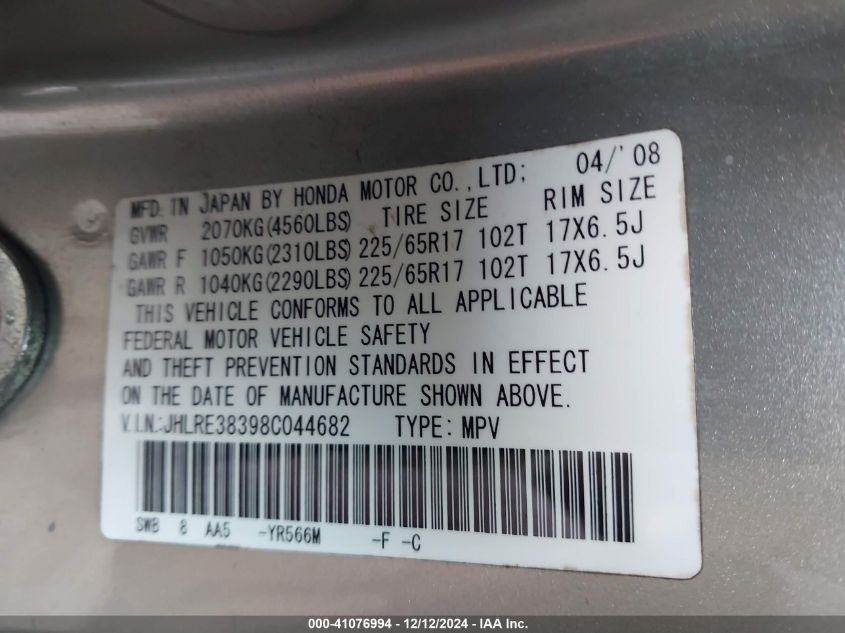 MFD. IN JAPAN BY HONDA MOTOR CO.,LTD; 04/'08
GVWR 2070KG(4560LBS) TIRE SIZE RIM SIZE
GAWR F 1050KG(2310LBS) 225/65R17 102T 17X6.5J
GAWR R 1040KG(2290LBS) 225/65R17 102T 17X6.5J
THIS VEHICLE CONFORMS TO ALL APPLICABLE
FEDERAL MOTOR VEHICLE SAFETY
AND THEFT PREVENTION STANDARDS IN EFFECT
ON THE DATE OF MANUFACTURE SHOWN ABOVE.
V.I.N.:JHLRE38398C044682 TYPE: MPV
SWB 8 AA5 -YR566M -F -C
000-41076994 - 12/12/2024 - IAA Inc.